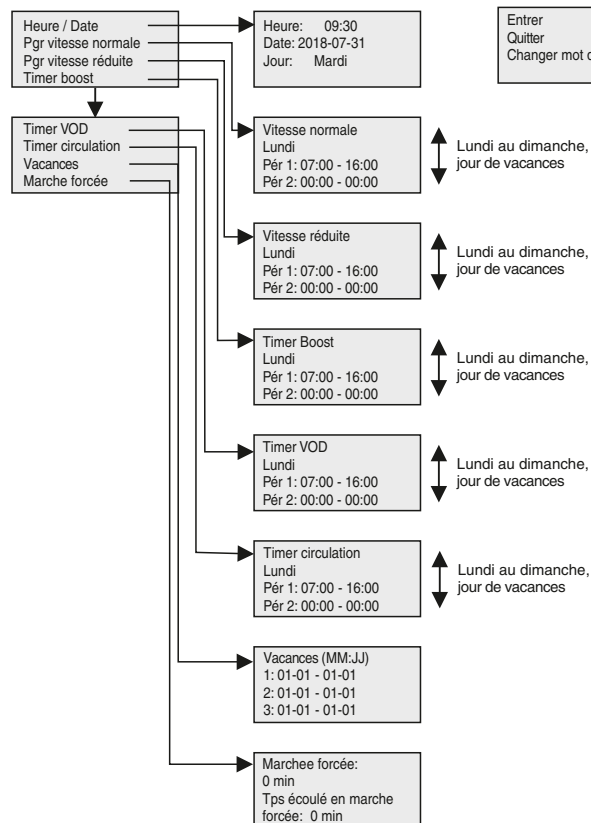 Heure / Date
Pgr vitesse normale
Pgr vitesse réduite
Timer boost
Timer VOD
Timer circulation
Vacances
Marche forcée
Heure: 09:30
Date: 2018-07-31
Jour: Mardi
Entrer
Quitter
Changer mot
Vitesse normale
Lundi
Pér 1: 07:00 - 16:00
Pér 2: 00:00 - 00:00
Lundi au dimanche,
jour de vacances
Vitesse réduite
Lundi
Pér 1: 07:00 - 16:00
Pér 2: 00:00 - 00:00
Lundi au dimanche,
jour de vacances
Timer Boost
Lundi
Pér 1: 07:00 - 16:00
Pér 2: 00:00 - 00:00
Lundi au dimanche,
jour de vacances
Timer VOD
Lundi
Pér 1: 07:00 - 16:00
Pér 2: 00:00 - 00:00
Lundi au dimanche,
jour de vacances
Timer circulation
Lundi
Pér 1: 07:00 - 16:00
Pér 2: 00:00 - 00:00
Lundi au dimanche,
jour de vacances
Vacances (MM:JJ)
1: 01-01 - 01-01
2: 01-01 - 01-01
3: 01-01 - 01-01
Marchee forcée:
0 min
Tps écoulé en marche
forcée: 0 min